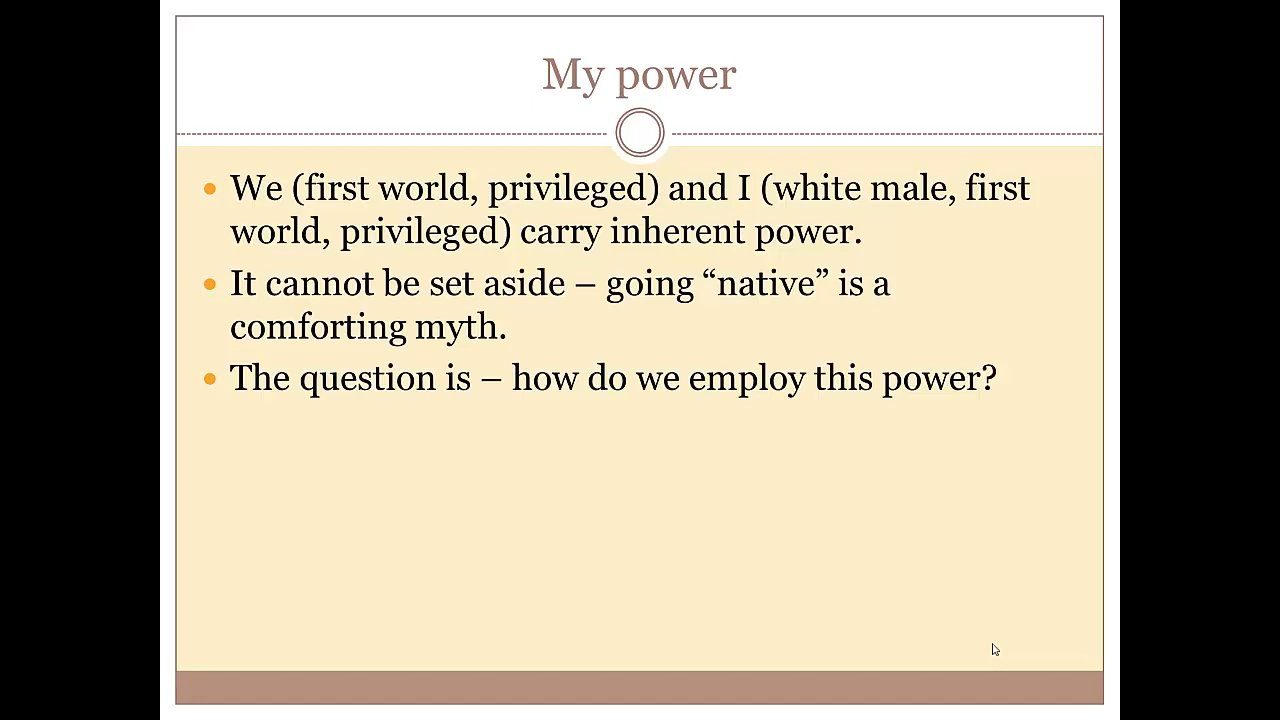 My power
• We (first world, privileged) and I (white male, first
world, privileged) carry inherent power.
• It cannot be set aside – going “native” is a
comforting myth.
• The question is – how do we employ this power?